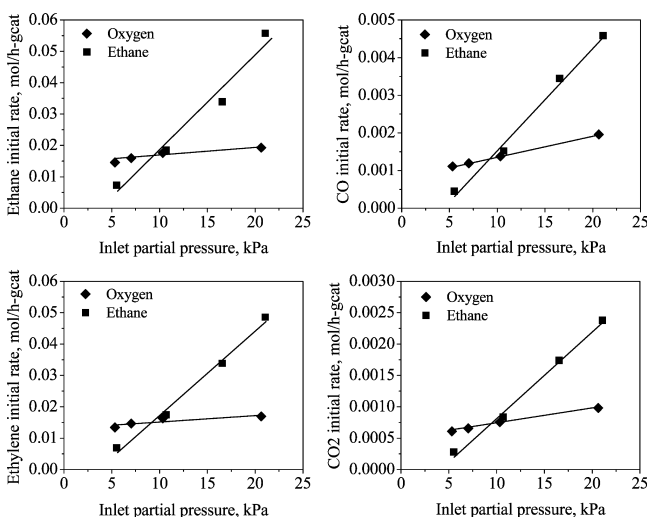 0.06
0.05
0.04
0.03
0.02
0.01
0.00
Ethane initial rate, mol/h-gcat
Oxygen
Ethane
0 5 10 15 20 25
Inlet partial pressure, kPa
0.005
0.004
0.003
0.002
0.001
0.000
CO initial rate, mol/h-gcat
Oxygen
Ethane
0 5 10 15 20 25
Inlet partial pressure, kPa
0.06
0.05
0.04
0.03
0.02
0.01
0.00
Ethylene initial rate, mol/h-gcat
Oxygen
Ethane
0 5 10 15 20 25
Inlet partial pressure, kPa
0.0030
0.0025
0.0020
0.0015
0.0010
0.0005
0.0000
CO2 initial rate, mol/h-gcat
Oxygen
Ethane
0 5 10 15 20 25
Inlet partial pressure, kPa